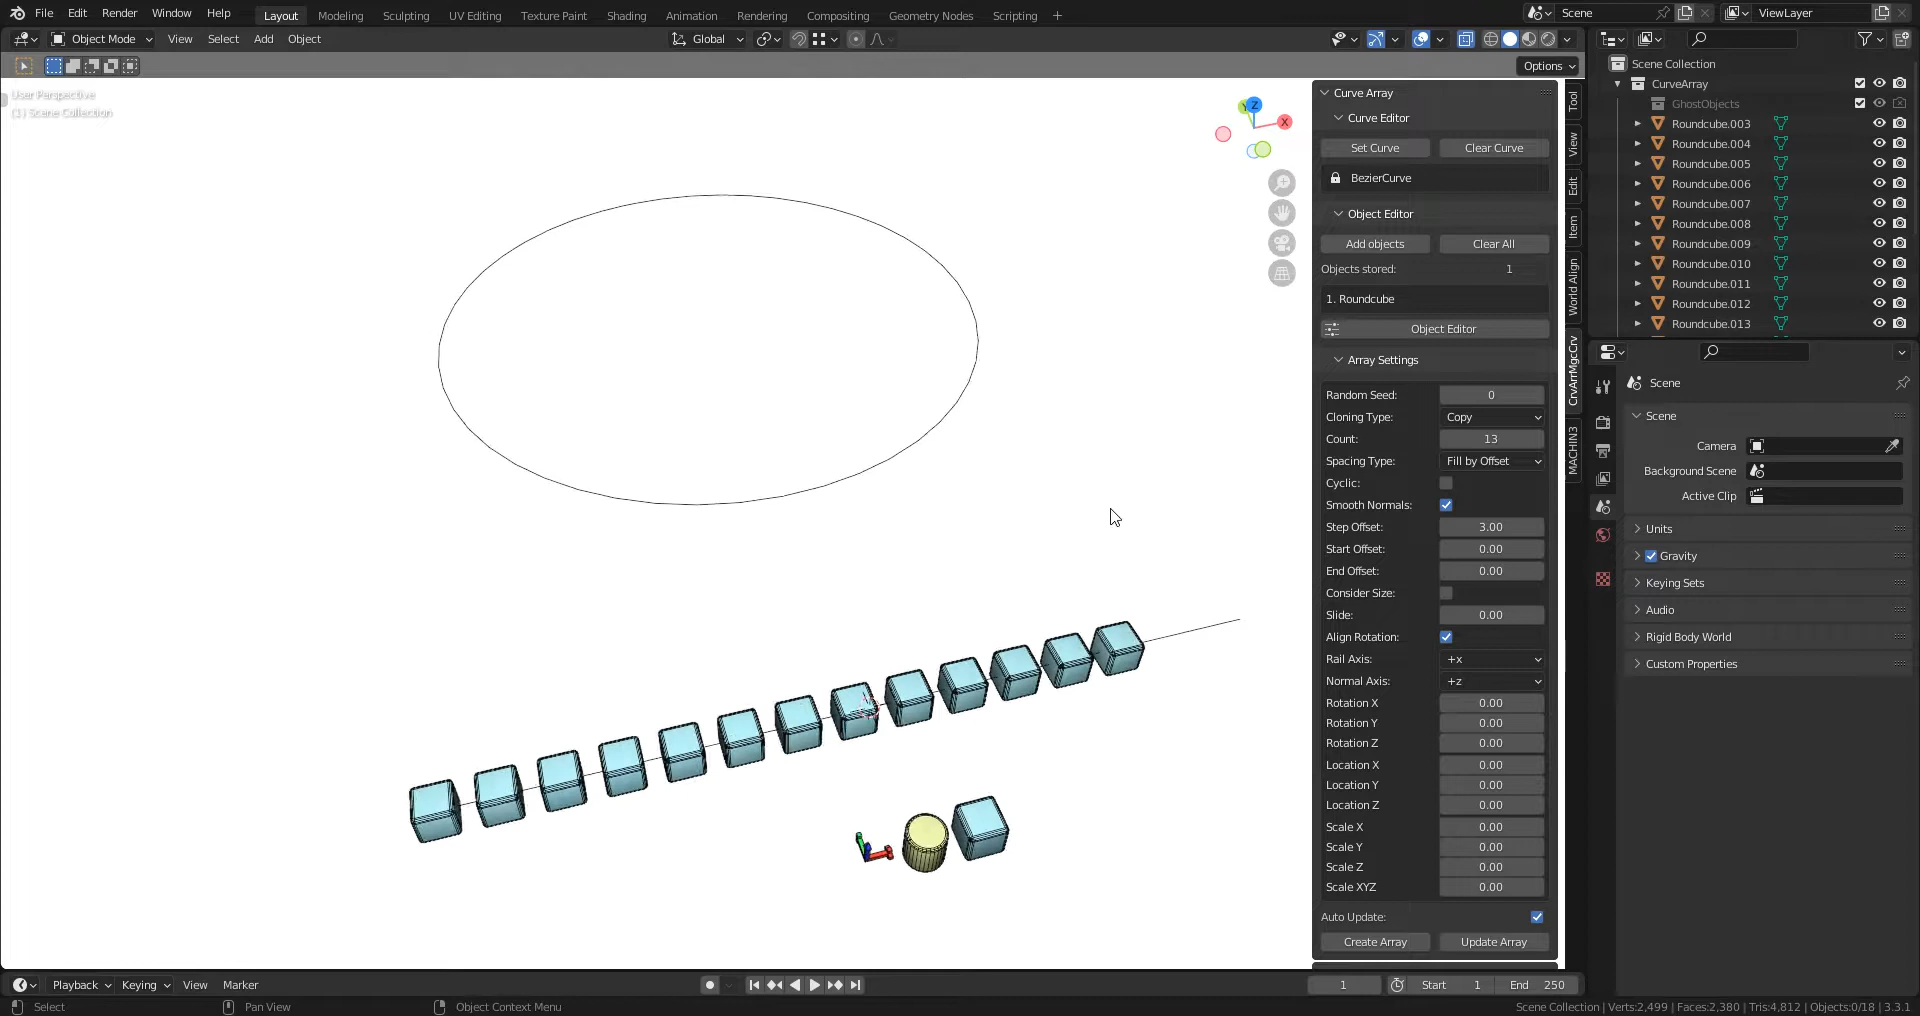 File Edit Render Window Help Layout Modeling Sculpting UV Editing Texture Paint Shading Animation Rendering Compositing Geometry Nodes Scripting + Scene ViewLayer
Object Mode View Select Add Object Global
Options
User Perspective
(1) Scene Collection
Y Z X
Curve Array
Curve Editor
Set Curve Clear Curve
BezierCurve
Object Editor
Add objects Clear All
Objects stored: 1
1. Roundcube
Object Editor
Array Settings
Random Seed: 0
Cloning Type: Copy
Count: 13
Spacing Type: Fill by Offset
Cyclic:
Smooth Normals:
Step Offset: 3.00
Start Offset: 0.00
End Offset: 0.00
Consider Size:
Slide: 0.00
Align Rotation:
Rail Axis: +x
Normal Axis: +z
Rotation X 0.00
Rotation Y 0.00
Rotation Z 0.00
Location X 0.00
Location Y 0.00
Location Z 0.00
Scale X 0.00
Scale Y 0.00
Scale Z 0.00
Scale XYZ 0.00
Auto Update:
Create Array Update Array
Tool
View
Edit
Item
World Align
CrvArrMgcCrv
MACHIN3
Scene Collection
CurveArray
GhostObjects
Roundcube.003
Roundcube.004
Roundcube.005
Roundcube.006
Roundcube.007
Roundcube.008
Roundcube.009
Roundcube.010
Roundcube.011
Roundcube.012
Roundcube.013
Scene
Scene
Camera
Background Scene
Active Clip
Units
Gravity
Keying Sets
Audio
Rigid Body World
Custom Properties
Playback Keying View Marker 1 Start 1 End 250
Select Pan View Object Context Menu Scene Collection | Verts:2,499 | Faces:2,380 | Tris:4,812 | Objects:0/18 | 3.3.1